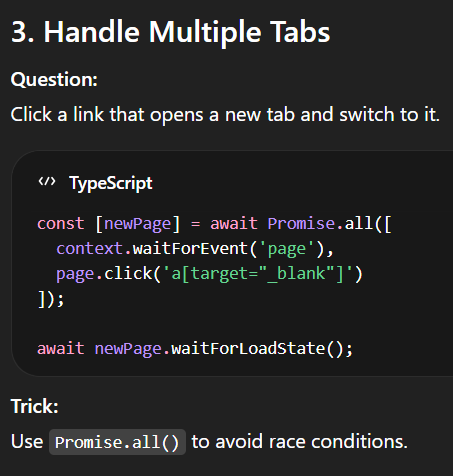 3. Handle Multiple Tabs
Question:
Click a link that opens a new tab and switch to it.
</> TypeScript
const [newPage] = await Promise.all([
  context.waitForEvent('page'),
  page.click('a[target="_blank"]')
]);

await newPage.waitForLoadState();
Trick:
Use Promise.all() to avoid race conditions.